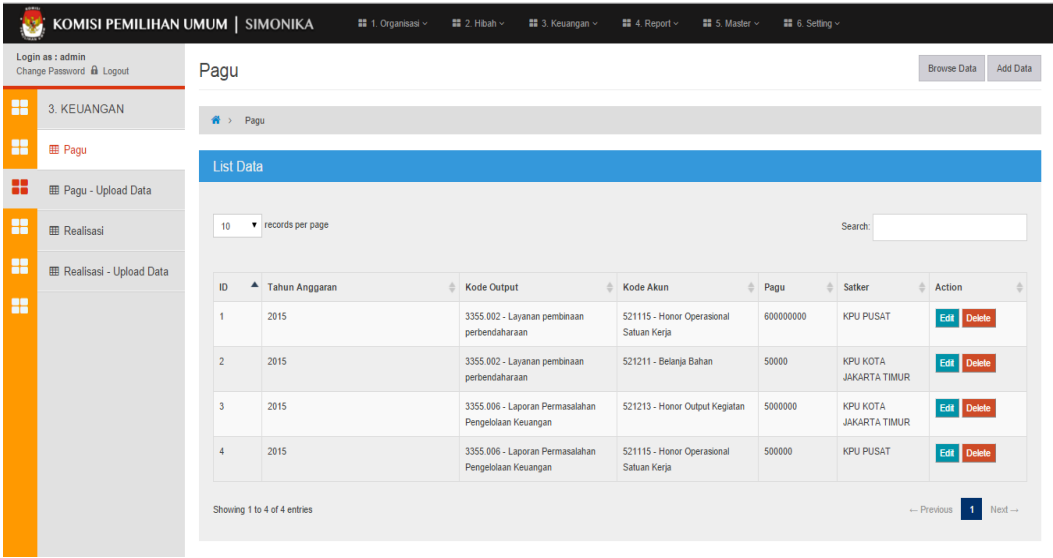 KOMISI PEMILIHAN UMUM | SIMONIKA
1. Organisasi
2. Hibah
3. Keuangan
4. Report
5. Master
6. Setting
Login as : admin
Change Password Logout
3. KEUANGAN
Pagu
Pagu - Upload Data
Realisasi
Realisasi - Upload Data
Pagu
Browse Data
Add Data
Pagu
List Data
10 records per page
Search:
ID Tahun Anggaran Kode Output Kode Akun Pagu Satker Action
1 2015 3355.002 - Layanan pembinaan 521115 - Honor Operasional 600000000 KPU PUSAT Edit Delete
perbendaharaan Satuan Kerja
2 2015 3355.002 - Layanan pembinaan 521211 - Belanja Bahan 50000 KPU KOTA Edit Delete
perbendaharaan JAKARTA TIMUR
3 2015 3355.006 - Laporan Permasalahan 521213 - Honor Output Kegiatan 5000000 KPU KOTA Edit Delete
Pengelolaan Keuangan JAKARTA TIMUR
4 2015 3355.006 - Laporan Permasalahan 521115 - Honor Operasional 500000 KPU PUSAT Edit Delete
Pengelolaan Keuangan Satuan Kerja
Showing 1 to 4 of 4 entries
← Previous 1 Next →